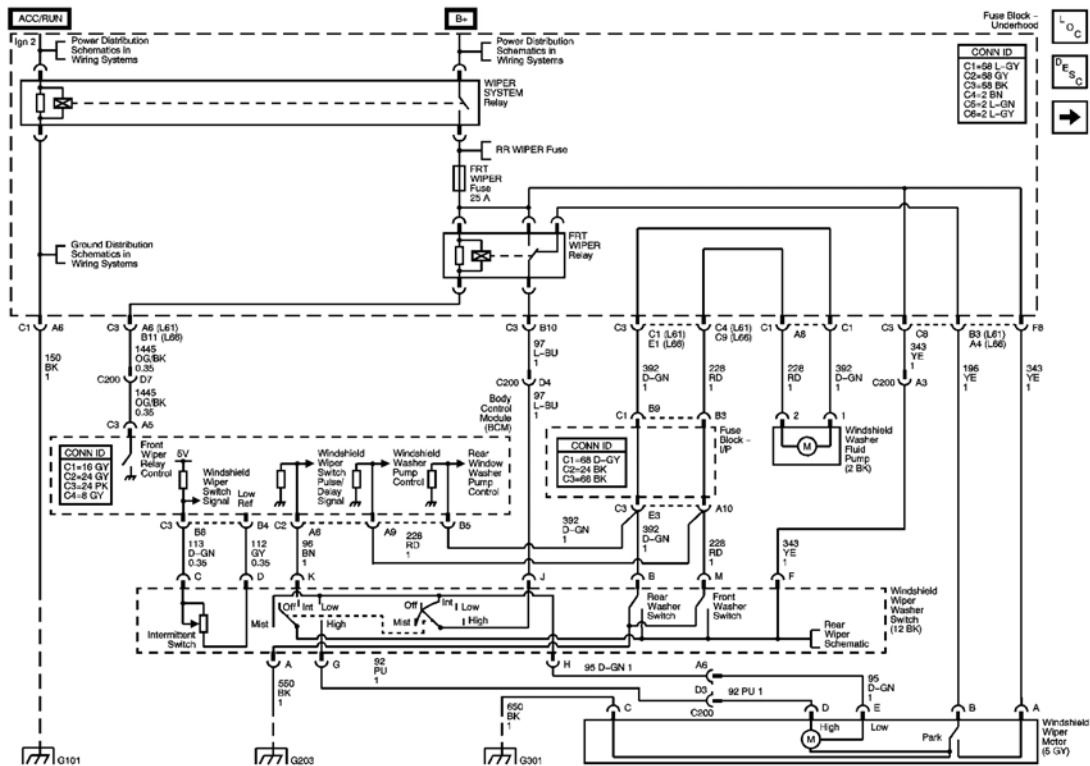 ACC/RUN
B+
Fuse Block –
Underhood
L
O
C
Ign 2
Power Distribution
Schematics in
Wiring Systems
Power Distribution
Schematics in
Wiring Systems
CONN ID
C1=68 L-GY
C2=68 GY
C3=68 BK
C4=2 BN
C5=2 L-GN
C6=2 L-GY
D
E
S
C
WIPER
SYSTEM
Relay
RR WIPER Fuse
FRT
WIPER
Fuse
25 A
Ground Distribution
Schematics in
Wiring Systems
FRT
WIPER
Relay
C1 A6
C3 A6 (L61)
B11 (L66)
C3 B10
C3 C1 (L61)
E1 (L66)
C4 (L61)
C9 (L66)
C1 A8 C1
C3 C8
B3 (L61)
A4 (L66)
F8
150
BK
1
1445
OG/BK
0.35
C200 D7
1445
OG/BK
0.35
C3 A5
97
L-BU
1
C200 D4
97
L-BU
1
392
D-GN
1
228
RD
1
228
RD
1
392
D-GN
1
343
YE
1
C200 A3
196
YE
1
343
YE
1
Body
Control
Module
(BCM)
C1 B9 B3
2 1
M
Windshield
Washer
Fluid
Pump
(2 BK)
Fuse
Block –
I/P
CONN ID
C1=68 D-GY
C2=24 BK
C3=68 BK
CONN ID
C1=16 GY
C2=24 GY
C3=24 PK
C4=8 GY
Front
Wiper
Relay
Control
5V
Windshield
Wiper
Switch
Signal
Low
Ref
Windshield
Wiper
Switch
Pulse/
Delay
Signal
Windshield
Washer
Pump
Control
Rear
Window
Washer
Pump
Control
C3 B6 B4 C2 A6 A9 B5
C3 E3 A10
113
D-GN
0.35
112
GY
0.35
96
BN
1
228
RD
1
392
D-GN
1
392
D-GN
1
228
RD
1
343
YE
1
C D K J B M F
Windshield
Wiper
Washer
Switch
(12 BK)
Intermittent
Switch
Mist
Off
Int
Low
High
Off
Int
Low
Mist
High
Rear
Washer
Switch
Front
Washer
Switch
Rear
Wiper
Schematic
A G H
550
BK
1
92
PU
1
95 D-GN 1 A6
D3 92 PU 1
C200
95
D-GN
1
650
BK
1
C D E B A
M
High
Low
Park
Windshield
Wiper
Motor
(5 GY)
G101
G203
G301